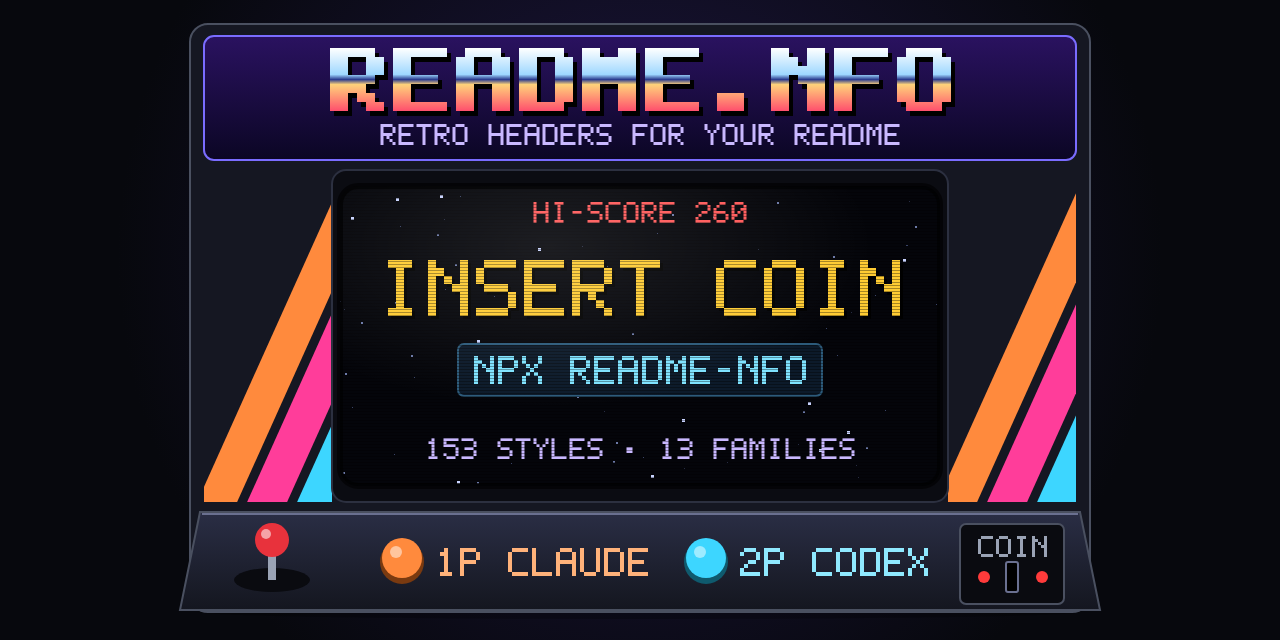 README.NFO
RETRO HEADERS FOR YOUR README
HI-SCORE 260
INSERT COIN
NPX README-NFO
153 STYLES · 13 FAMILIES
1P CLAUDE
2P CODEX
COIN